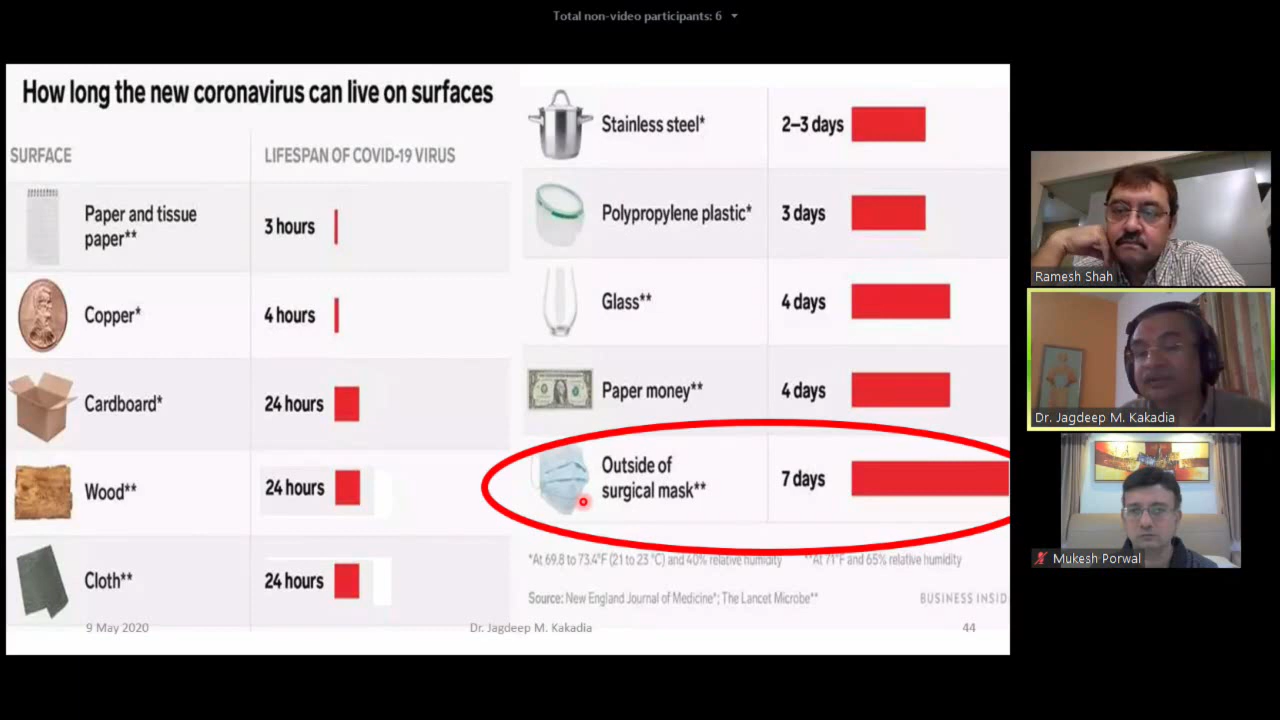 Total non-video participants: 6
How long the new coronavirus can live on surfaces
SURFACE
LIFESPAN OF COVID-19 VIRUS
Paper and tissue
paper**
3 hours
Copper*
4 hours
Cardboard*
24 hours
Wood**
24 hours
Cloth**
24 hours
Stainless steel*
2–3 days
Polypropylene plastic*
3 days
Glass**
4 days
Paper money**
4 days
Outside of
surgical mask**
7 days
*At 69.8 to 73.4°F (21 to 23 °C) and 40% relative humidity
**At 71°F and 65% relative humidity
Source: New England Journal of Medicine*; The Lancet Microbe**
BUSINESS INSID
9 May 2020
Dr. Jagdeep M. Kakadia
44
Ramesh Shah
Dr. Jagdeep M. Kakadia
Mukesh Porwal